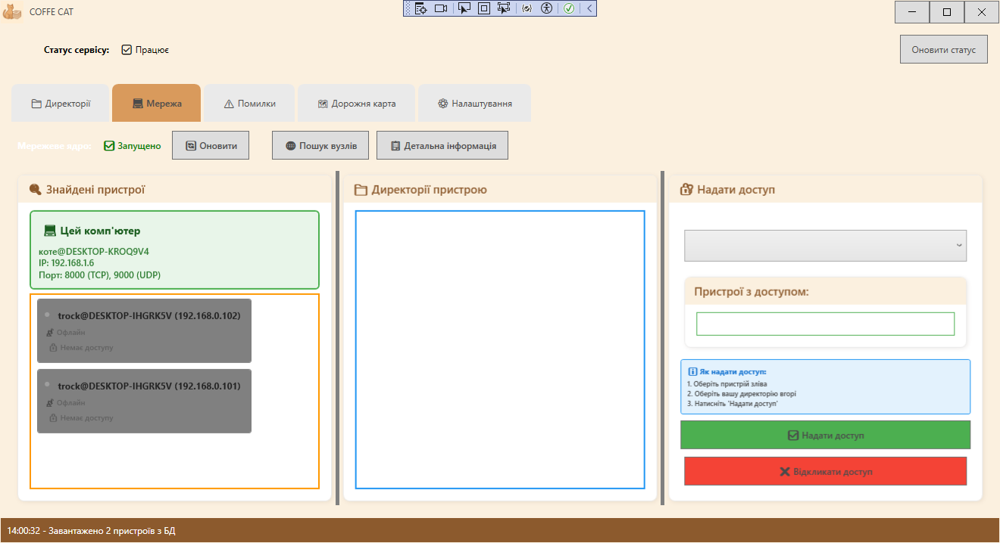 COFFE CAT
Статус сервісу: Працює
Оновити статус
Директорії
Мережа
Помилки
Дорожня карта
Налаштування
Мережеве ядро: Запущено
Оновити
Пошук вузлів
Детальна інформація
Знайдені пристрої
Цей комп'ютер
коте@DESKTOP-KROQ9V4
IP: 192.168.1.6
Порт: 8000 (TCP), 9000 (UDP)
trock@DESKTOP-IHGRK5V (192.168.0.102)
Офлайн
Немає доступу
trock@DESKTOP-IHGRK5V (192.168.0.101)
Офлайн
Немає доступу
Директорії пристрою
Надати доступ
Пристрої з доступом:
Як надати доступ:
1. Оберіть пристрій зліва
2. Оберіть вашу директорію вгорі
3. Натисніть 'Надати доступ'
Надати доступ
Відкликати доступ
14:00:32 - Завантажено 2 пристроїв з БД